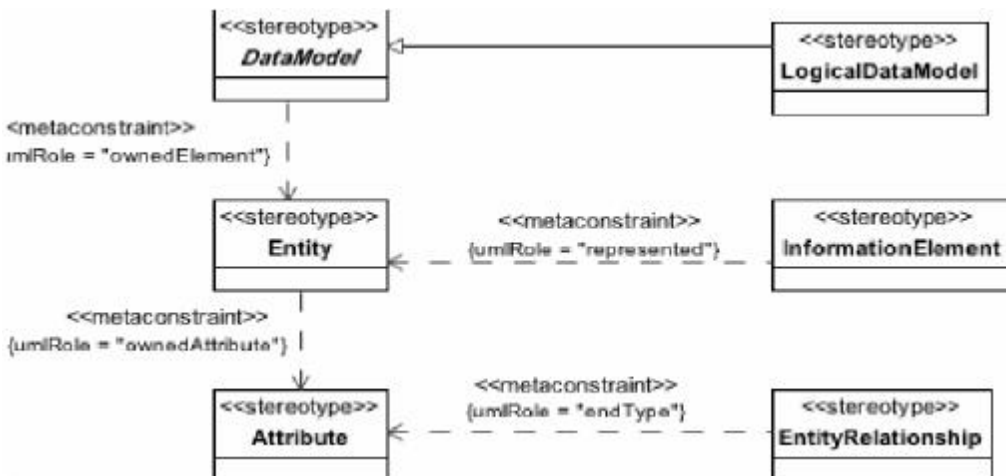 <<stereotype>>
DataModel
<<stereotype>>
LogicalDataModel
<metaconstraint>>
umlRole = "ownedElement"}
<<stereotype>>
Entity
<<metaconstraint>>
{umlRole = "represented"}
<<stereotype>>
InformationElement
<<metaconstraint>>
{umlRole = "ownedAttribute"}
<<stereotype>>
Attribute
<<metaconstraint>>
{umlRole = "endType"}
<<stereotype>>
EntityRelationship